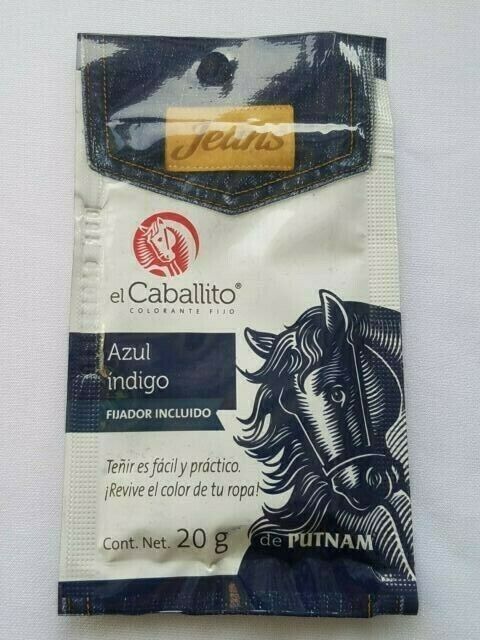 Jeans
el Caballito®
COLORANTE FIJO
Azul
índigo
FIJADOR INCLUIDO
Teñir es fácil y práctico.
¡Revive el color de tu ropa!
Cont. Net. 20 g
de PUTNAM